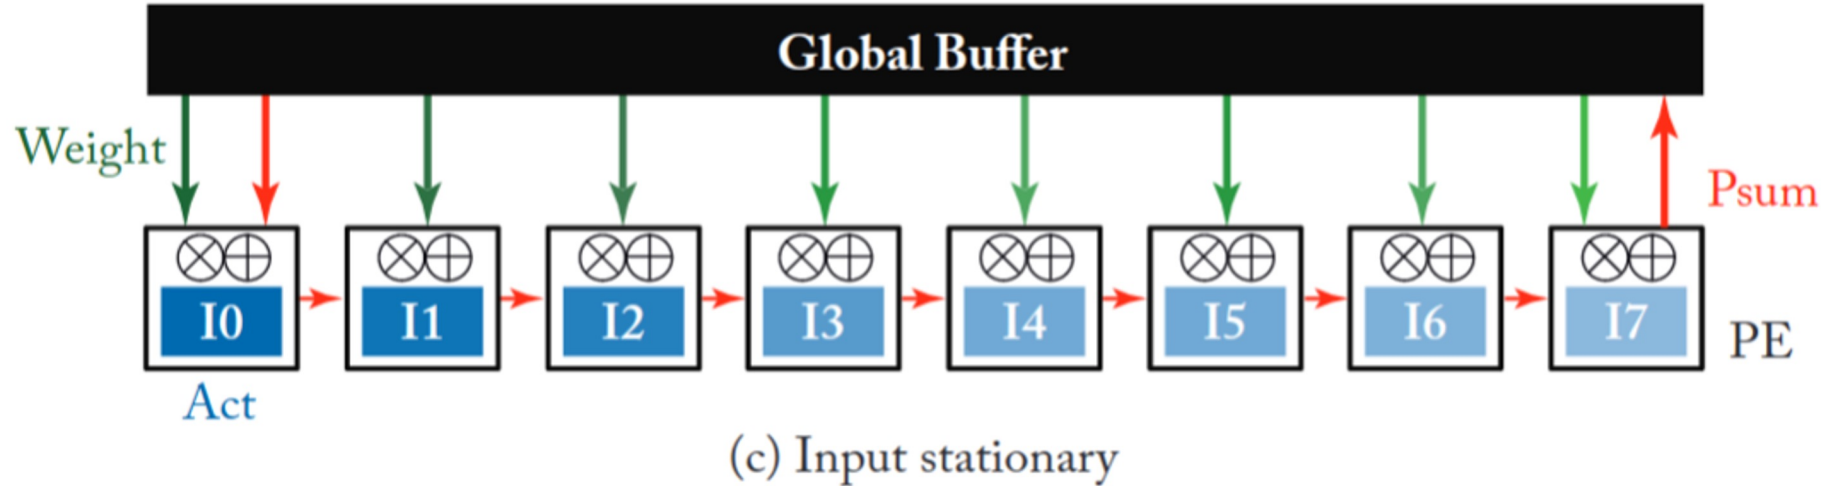 Global Buffer
Weight
Psum
I0 I1 I2 I3 I4 I5 I6 I7
PE
Act
(c) Input stationary